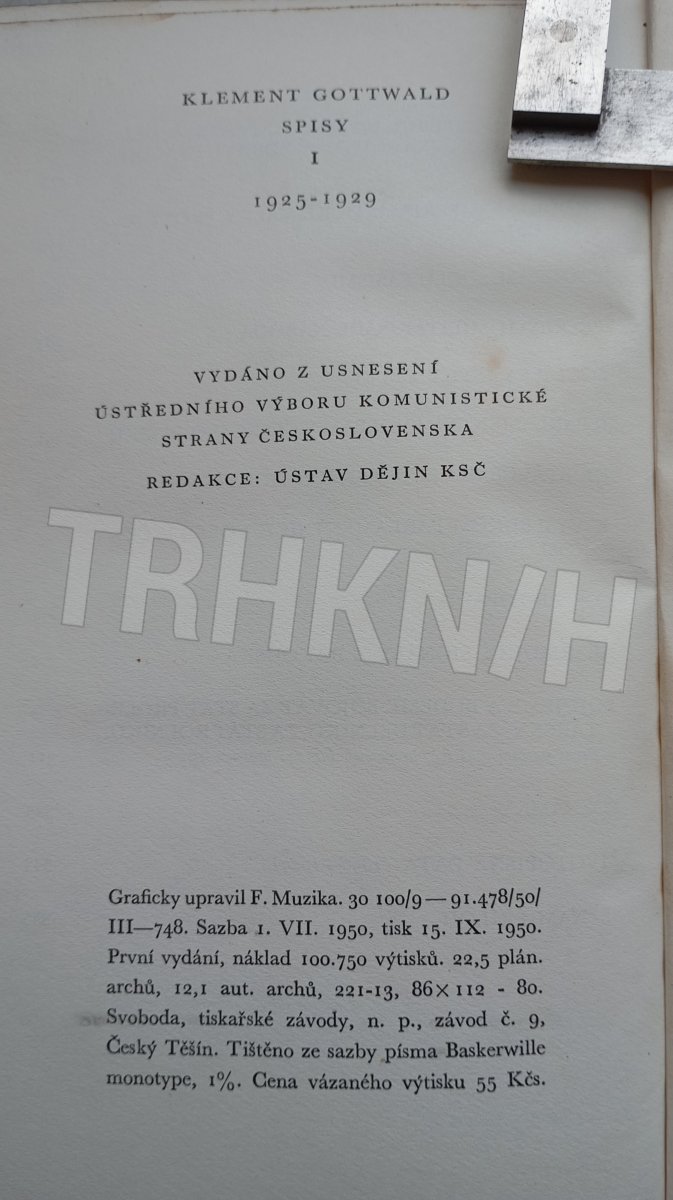 KLEMENT GOTTWALD
SPISY
I
1925-1929
VYDÁNO Z USNESENÍ
ÚSTŘEDNÍHO VÝBORU KOMUNISTICKÉ
STRANY ČESKOSLOVENSKA
REDAKCE: ÚSTAV DĚJIN KSČ
TRHKN/H
Graficky upravil F. Muzika. 30 100/9 — 91.478/50/
III—748. Sazba 1. VII. 1950, tisk 15. IX. 1950.
První vydání, náklad 100.750 výtisků. 22,5 plán.
archů, 12,1 aut. archů, 221-13, 86×112 - 80.
Svoboda, tiskařské závody, n. p., závod č. 9,
Český Těšín. Tištěno ze sazby písma Baskerwille
monotype, 1%. Cena vázaného výtisku 55 Kčs.